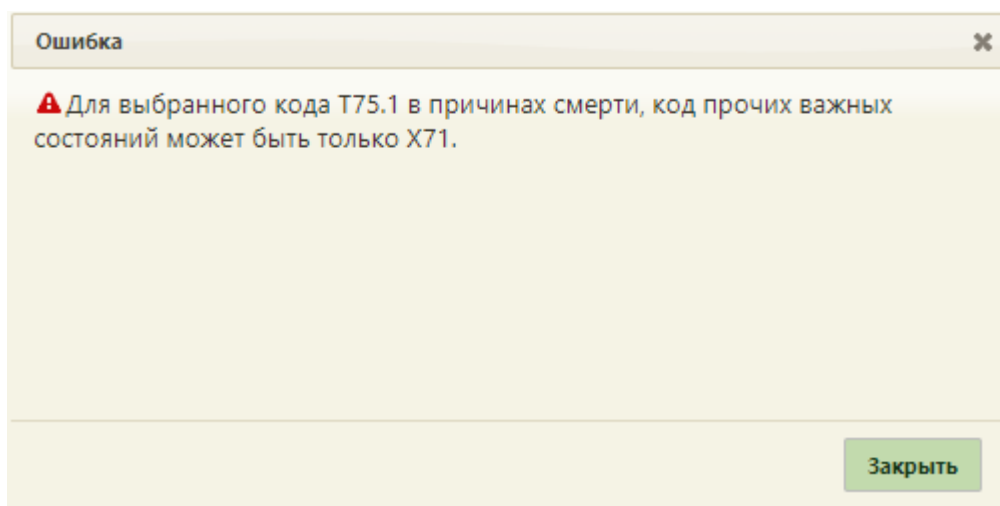 Ошибка
Для выбранного кода T75.1 в причинах смерти, код прочих важных
состояний может быть только X71.
Закрыть